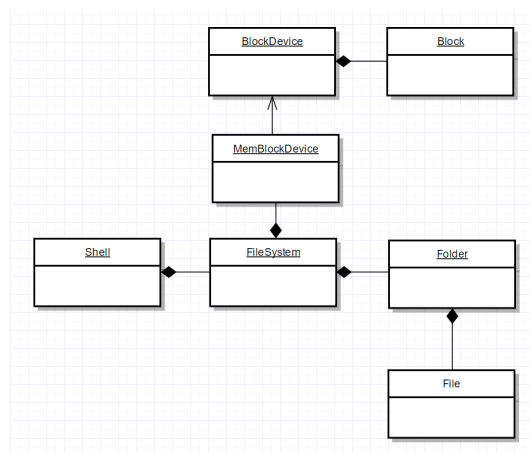 BlockDevice
Block
MemBlockDevice
Shell
FileSystem
Folder
File